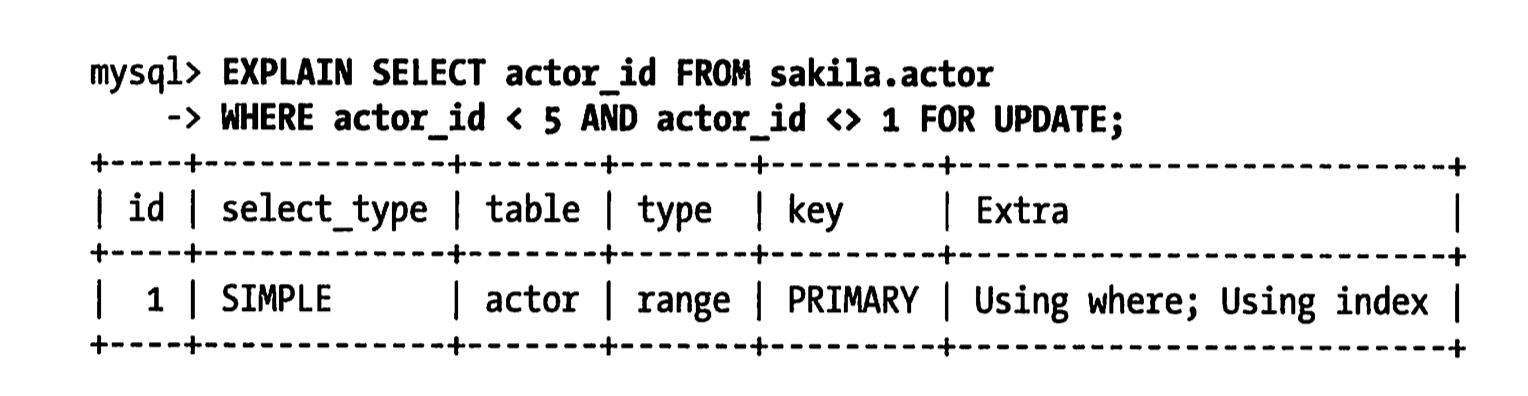 mysql> EXPLAIN SELECT actor_id FROM sakila.actor
    -> WHERE actor_id < 5 AND actor_id <> 1 FOR UPDATE;
+----+-------------+-------+-------+---------+--------------------------+
| id | select_type | table | type  | key     | Extra                    |
+----+-------------+-------+-------+---------+--------------------------+
|  1 | SIMPLE      | actor | range | PRIMARY | Using where; Using index |
+----+-------------+-------+-------+---------+--------------------------+